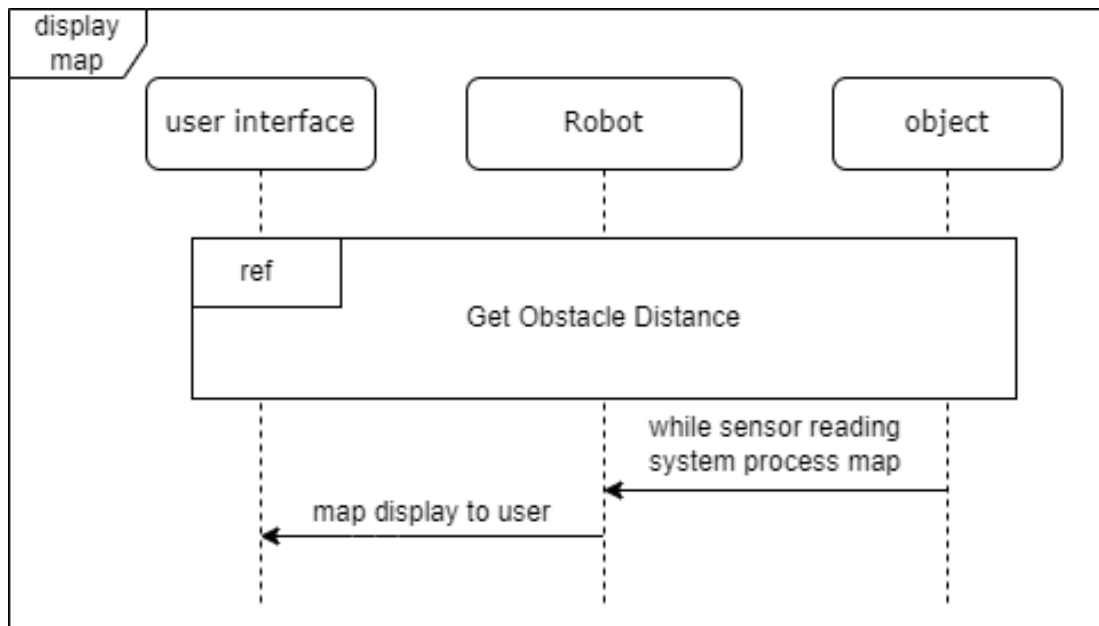 display
map
user interface
Robot
object
ref
Get Obstacle Distance
while sensor reading
system process map
map display to user